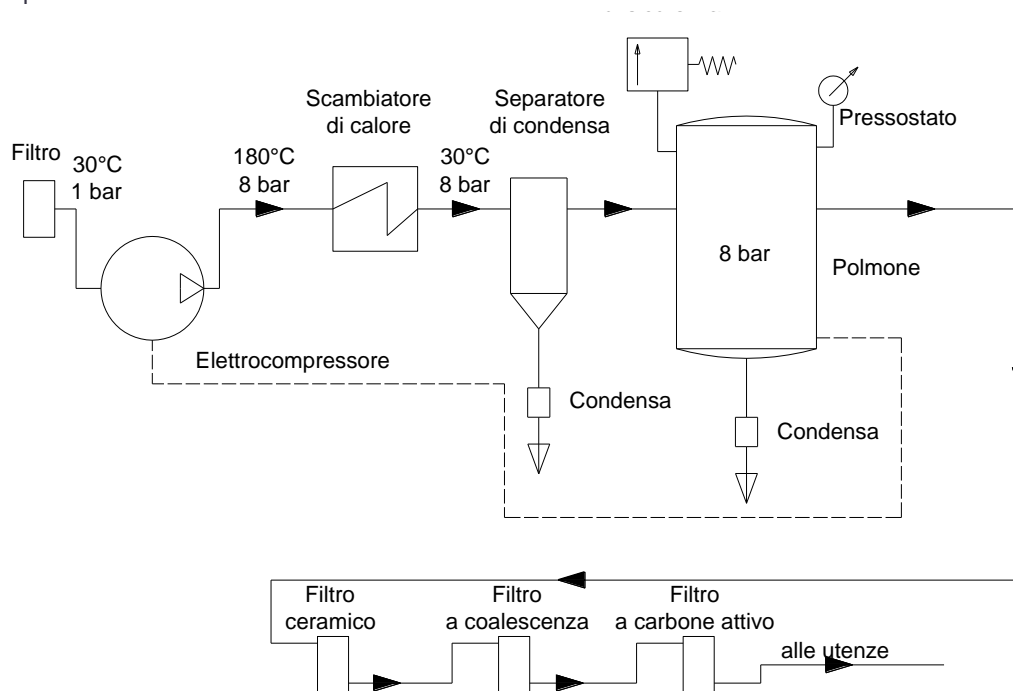 Scambiatore
di calore
Separatore
di condensa
Pressostato
Filtro
30°C
1 bar
180°C
8 bar
30°C
8 bar
8 bar
Polmone
Elettrocompressore
Condensa
Condensa
Filtro
ceramico
Filtro
a coalescenza
Filtro
a carbone attivo
alle utenze